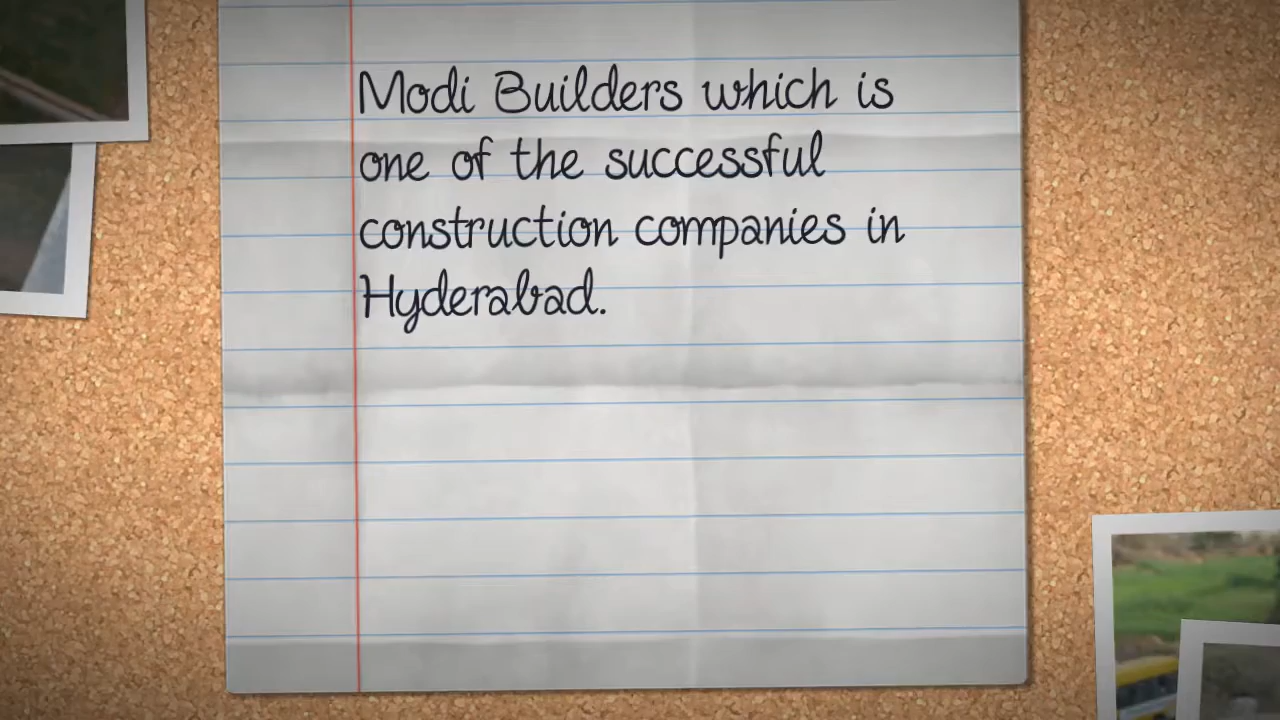 Modi Builders which is
one of the successful
construction companies in
Hyderabad.